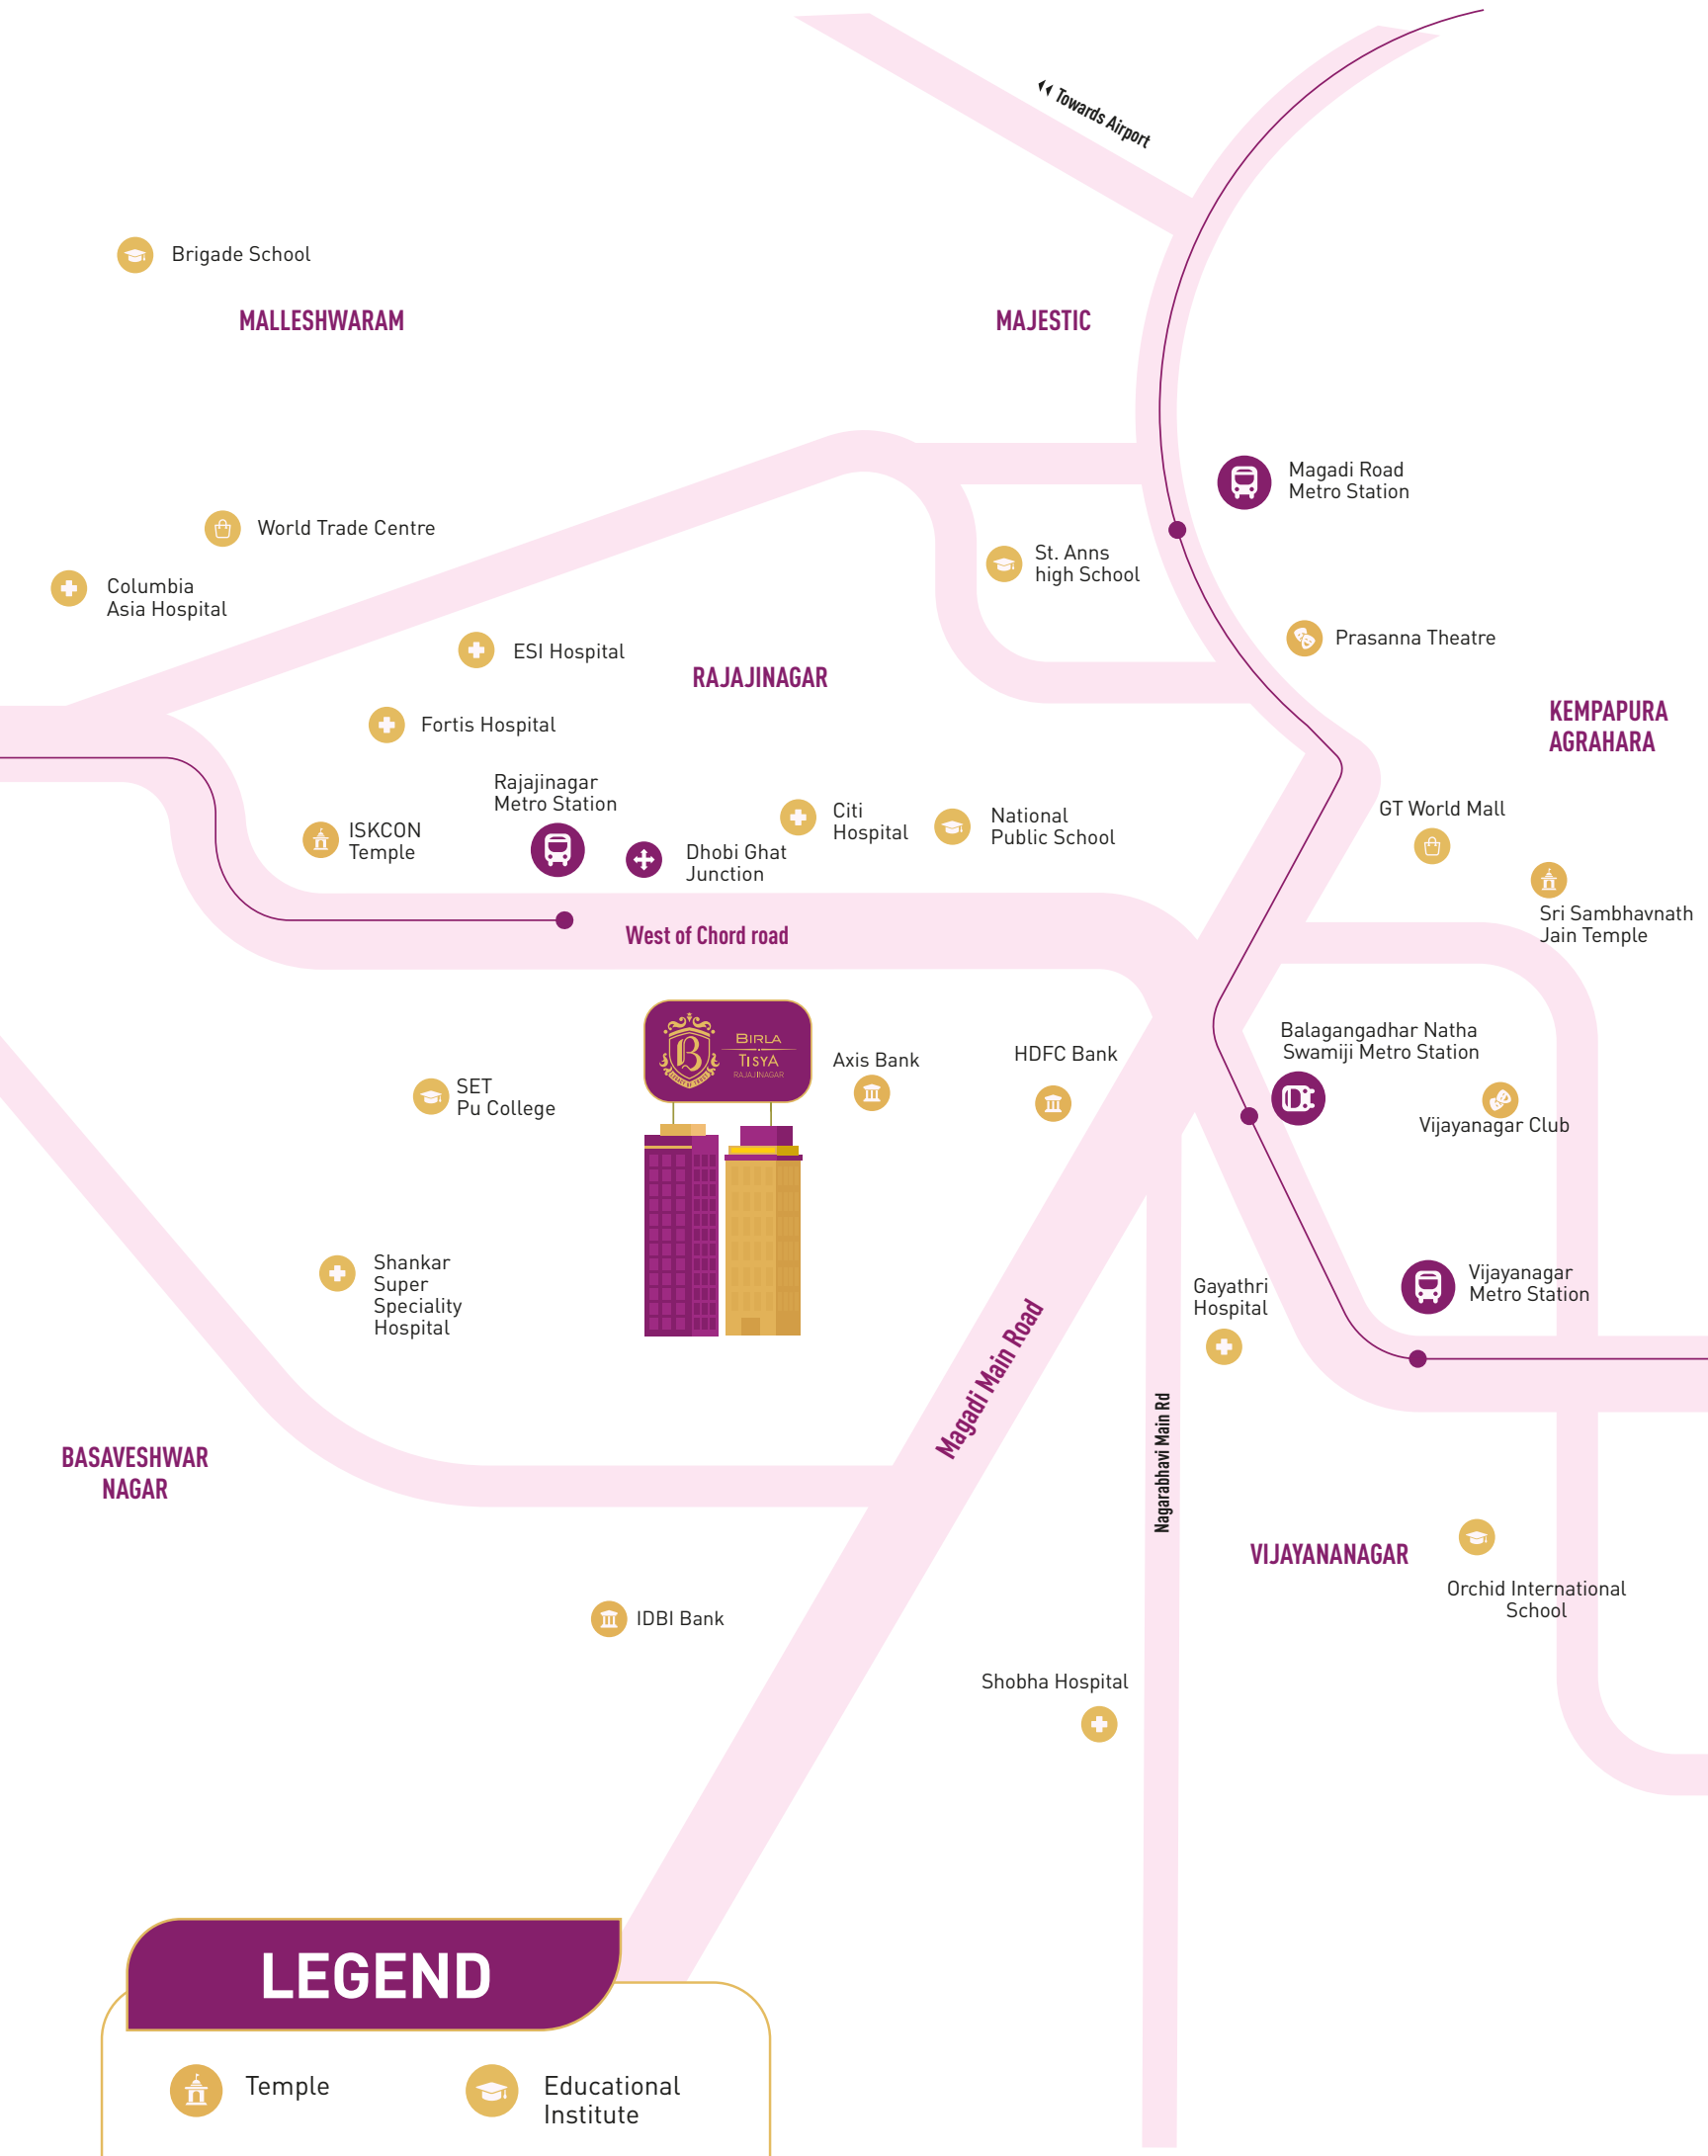 Towards Airport
Brigade School
MALLESHWARAM
MAJESTIC
Magadi Road
Metro Station
World Trade Centre
St. Anns
high School
Columbia
Asia Hospital
ESI Hospital
Prasanna Theatre
RAJAJINAGAR
KEMPAPURA
AGRAHARA
Fortis Hospital
Rajajinagar
Metro Station
ISKCON
Temple
Dhobi Ghat
Junction
Citi
Hospital
National
Public School
GT World Mall
Sri Sambhavnath
Jain Temple
West of Chord road
B
BIRLA
TISYA
RAJAJINAGAR
Axis Bank
HDFC Bank
Balagangadhar Natha
Swamiji Metro Station
SET
Pu College
Vijayanagar Club
Shankar
Super
Speciality
Hospital
Gayathri
Hospital
Vijayanagar
Metro Station
Magadi Main Road
Nagarabhavi Main Rd
BASAVESHWAR
NAGAR
VIJAYANANAGAR
Orchid International
School
IDBI Bank
Shobha Hospital
LEGEND
Temple
Educational
Institute